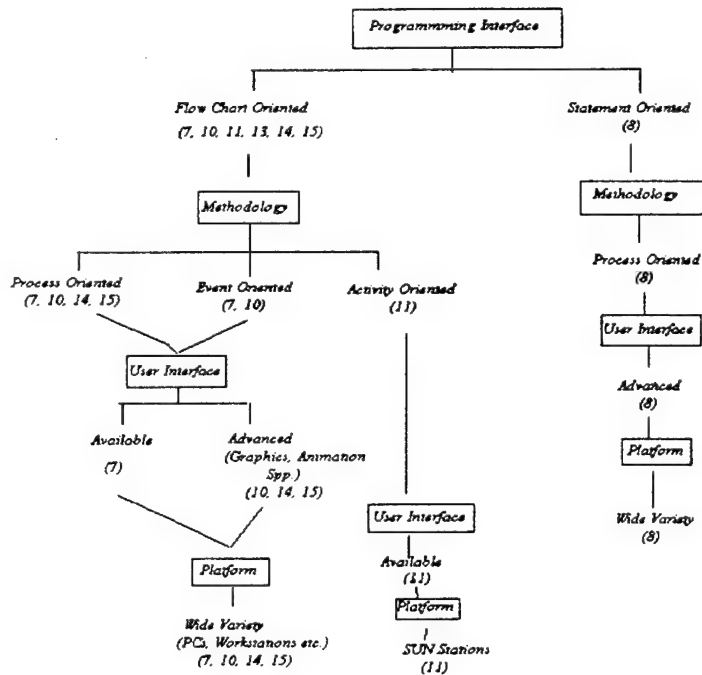 Programmming Interface
Flow Chart Oriented
(7, 10, 11, 13, 14, 15)
Statement Oriented
(8)
Methodology
Methodology
Process Oriented
(7, 10, 14, 15)
Event Oriented
(7, 10)
Activity Oriented
(11)
Process Oriented
(8)
User Interface
User Interface
Available
(7)
Advanced
(Graphics, Animation
Spp.)
(10, 14, 15)
Advanced
(8)
Platform
Wide Variety
(8)
User Interface
Available
(11)
Platform
SUN Stations
(11)
Platform
Wide Variety
(PCs, Workstations etc.)
(7, 10, 14, 15)